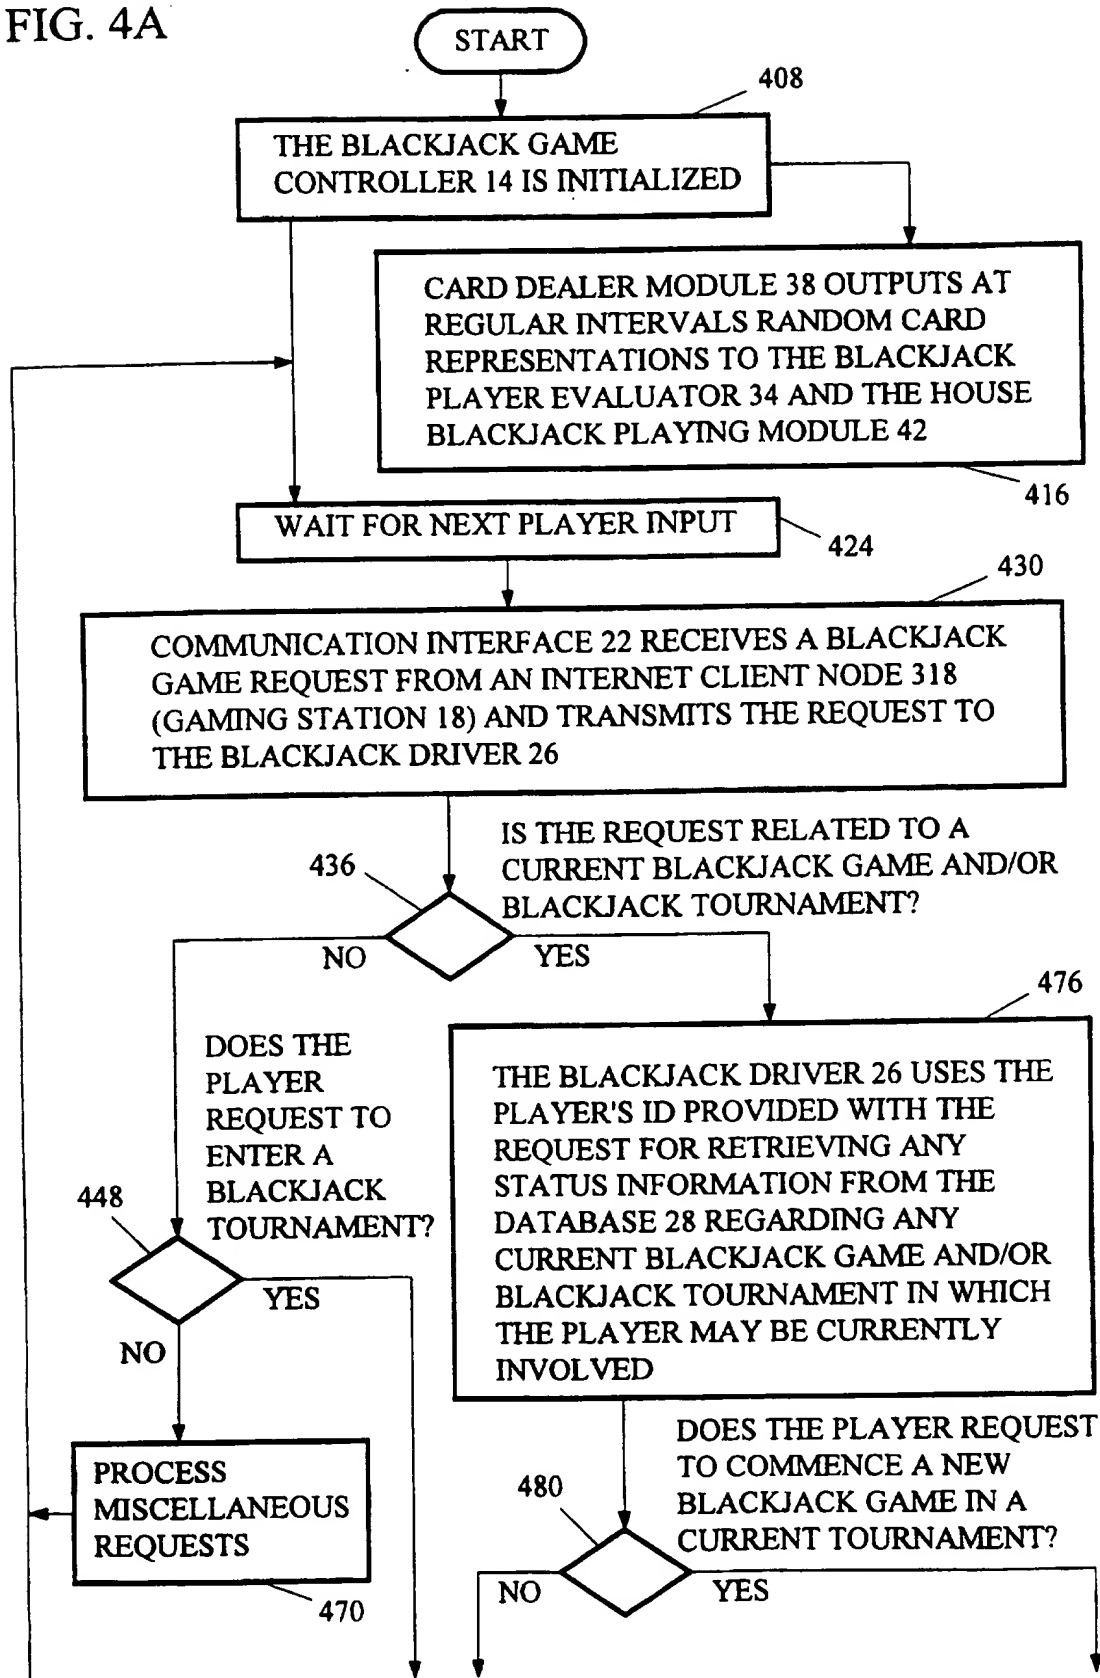 FIG. 4A
START
408
THE BLACKJACK GAME
CONTROLLER 14 IS INITIALIZED
CARD DEALER MODULE 38 OUTPUTS AT
REGULAR INTERVALS RANDOM CARD
REPRESENTATIONS TO THE BLACKJACK
PLAYER EVALUATOR 34 AND THE HOUSE
BLACKJACK PLAYING MODULE 42
416
WAIT FOR NEXT PLAYER INPUT
424
430
COMMUNICATION INTERFACE 22 RECEIVES A BLACKJACK
GAME REQUEST FROM AN INTERNET CLIENT NODE 318
(GAMING STATION 18) AND TRANSMITS THE REQUEST TO
THE BLACKJACK DRIVER 26
IS THE REQUEST RELATED TO A
CURRENT BLACKJACK GAME AND/OR
BLACKJACK TOURNAMENT?
436
NO
YES
476
DOES THE
PLAYER
REQUEST TO
ENTER A
BLACKJACK
TOURNAMENT?
448
YES
NO
THE BLACKJACK DRIVER 26 USES THE
PLAYER'S ID PROVIDED WITH THE
REQUEST FOR RETRIEVING ANY
STATUS INFORMATION FROM THE
DATABASE 28 REGARDING ANY
CURRENT BLACKJACK GAME AND/OR
BLACKJACK TOURNAMENT IN WHICH
THE PLAYER MAY BE CURRENTLY
INVOLVED
PROCESS
MISCELLANEOUS
REQUESTS
470
DOES THE PLAYER REQUEST
TO COMMENCE A NEW
BLACKJACK GAME IN A
CURRENT TOURNAMENT?
480
NO
YES